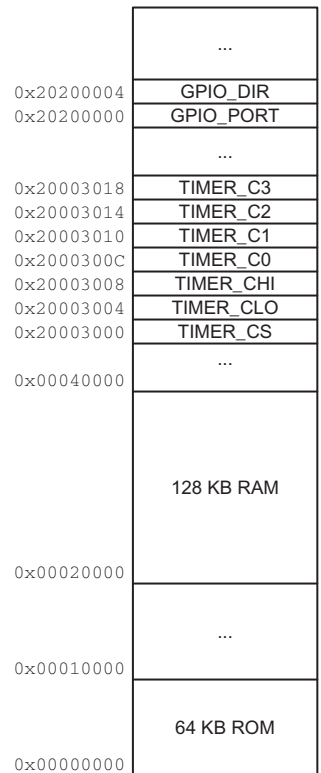 ...
0x20200004 GPIO_DIR
0x20200000 GPIO_PORT
...
0x20003018 TIMER_C3
0x20003014 TIMER_C2
0x20003010 TIMER_C1
0x2000300C TIMER_C0
0x20003008 TIMER_CHI
0x20003004 TIMER_CLO
0x20003000 TIMER_CS
...
0x00040000
128 KB RAM
0x00020000
...
0x00010000
64 KB ROM
0x00000000